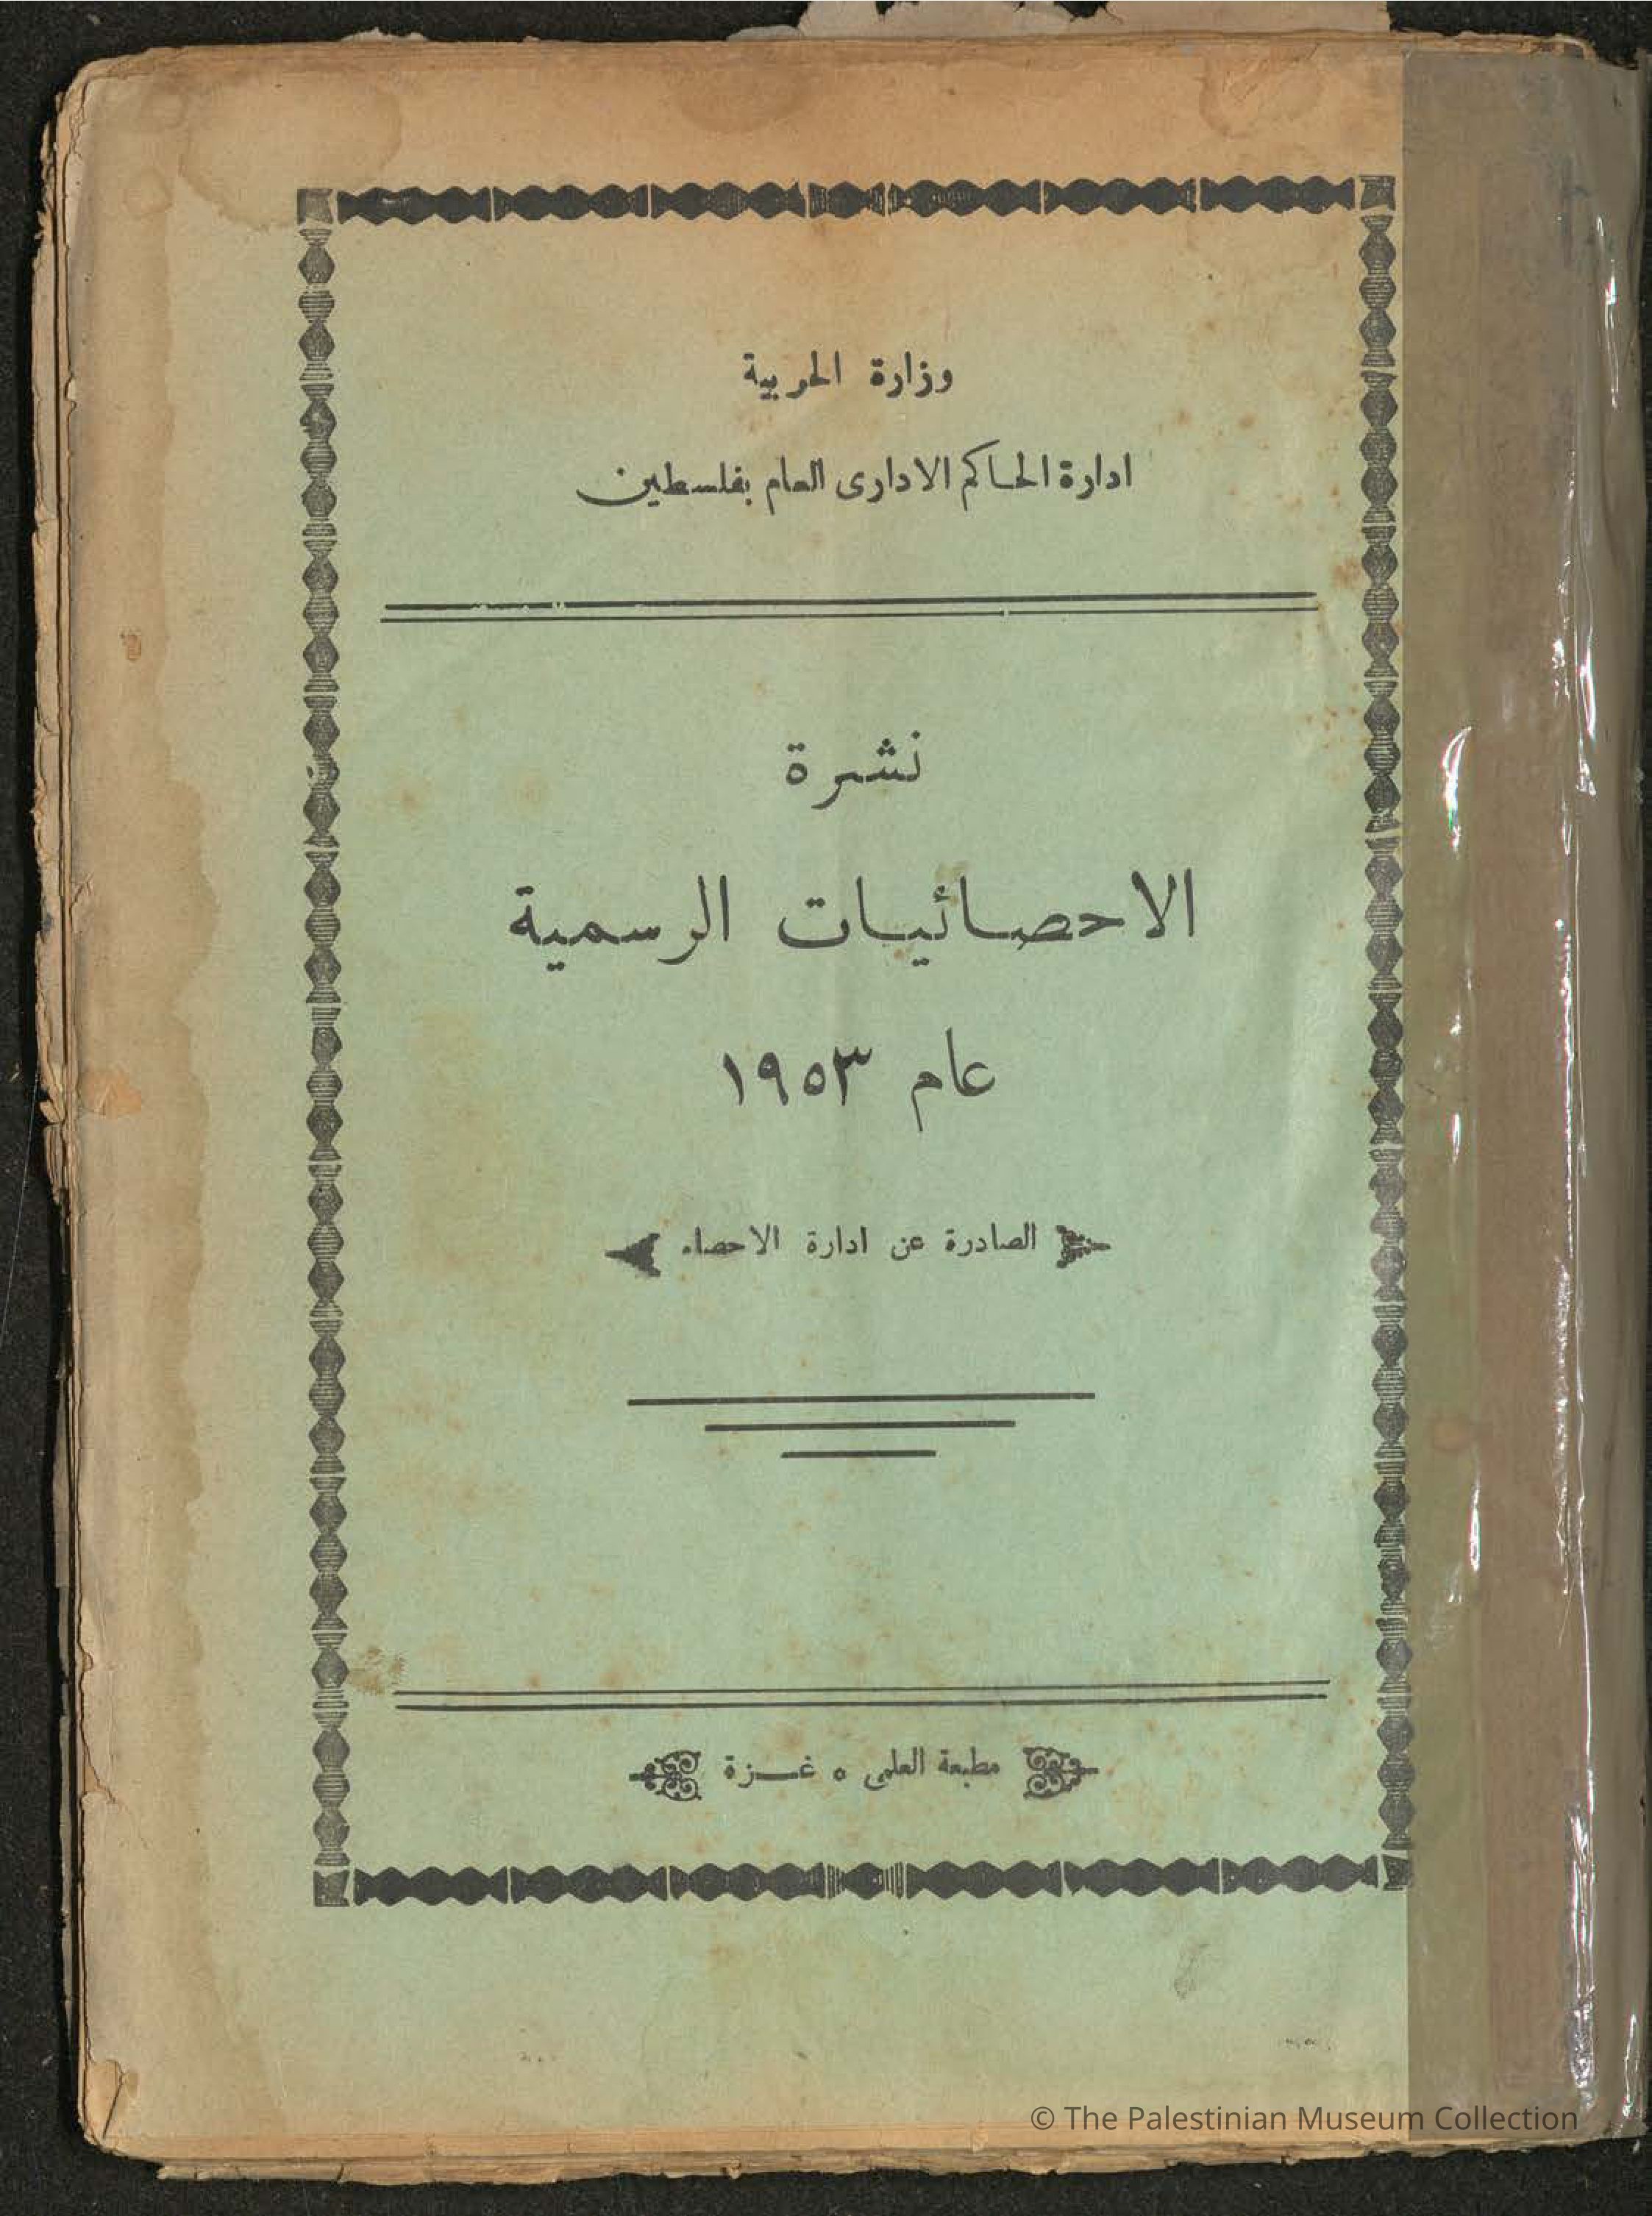 وزارة الحربية
ادارة الحاكم الادارى العام بفلسطين
نشرة
الاحصائيات الرسمية
عام ١٩٥٣
الصادرة عن ادارة الاحصاء
مطبعة العلمى ٥ غـــزة
© The Palestinian Museum Collection